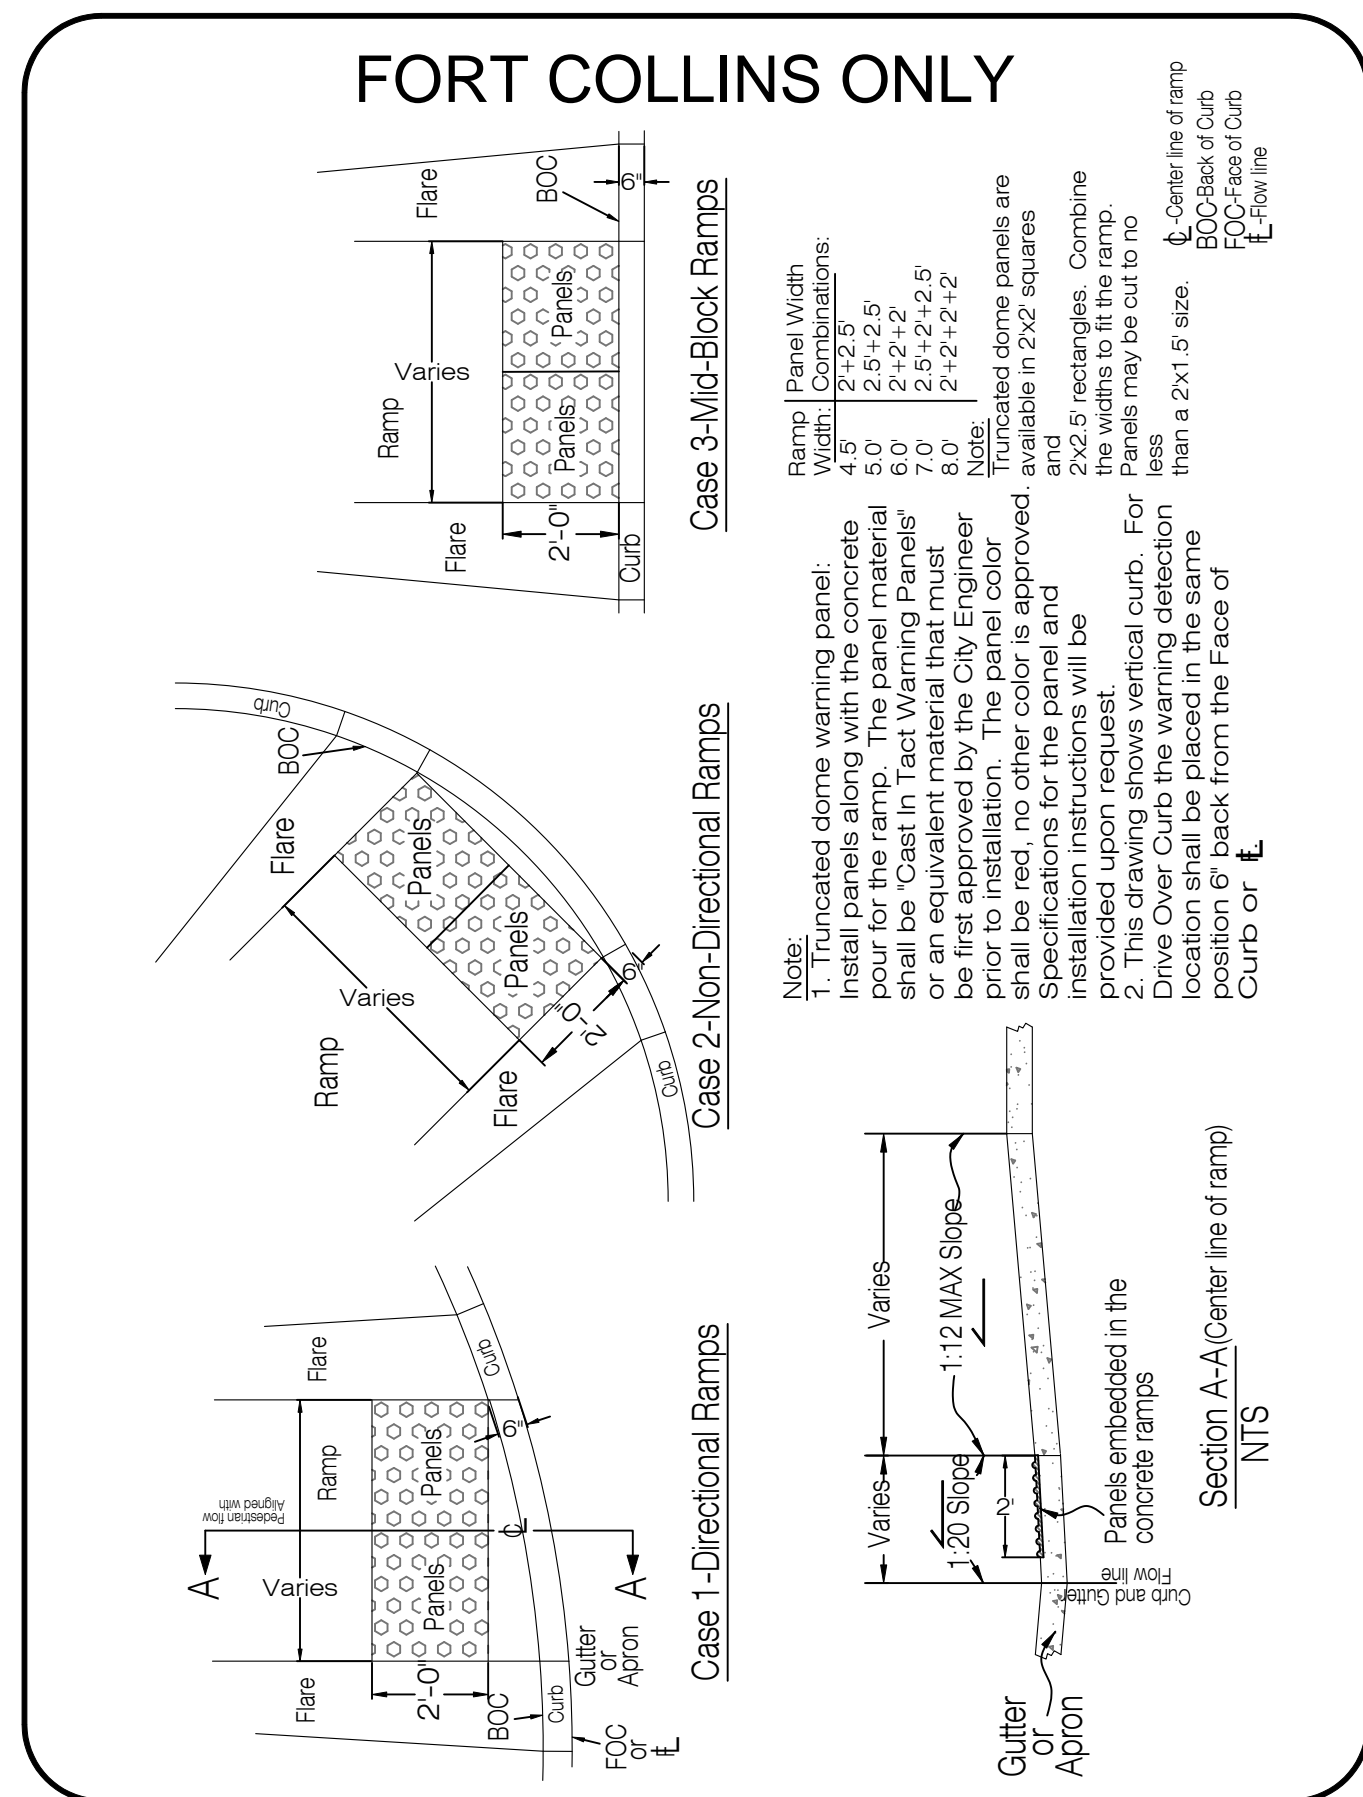 FORT COLLINS ONLY
Flare
Ramp
Flare
Varies
Panels
Panels
2'-0"
BOC
6"
Curb
Case 3-Mid-Block Ramps
Curb
BOC
Flare
Ramp
Flare
Varies
Panels
Panels
2'-0"
6"
Curb
Case 2-Non-Directional Ramps
Flare
Ramp
Flare
Aligned with
Pedestrian flow
A
A
Varies
Panels
Panels
2'-0"
6"
℄
BOC
Curb
Curb
FOC
or
FL
Gutter
or
Apron
Case 1-Directional Ramps
Ramp
Width:
Panel Width
Combinations:
4.5' 2'+2.5'
5.0' 2.5'+2.5'
6.0' 2'+2'+2'
7.0' 2.5'+2'+2.5'
8.0' 2'+2'+2'+2'
Note:
Truncated dome panels are
available in 2'x2' squares
and
2'x2.5' rectangles. Combine
the widths to fit the ramp.
Panels may be cut to no
less
than a 2'x1.5' size.
℄-Center line of ramp
BOC-Back of Curb
FOC-Face of Curb
FL-Flow line
Note:
1. Truncated dome warning panel:
Install panels along with the concrete
pour for the ramp. The panel material
shall be "Cast In Tact Warning Panels"
or an equivalent material that must
be first approved by the City Engineer
prior to installation. The panel color
shall be red, no other color is approved.
Specifications for the panel and
installation instructions will be
provided upon request.
2. This drawing shows vertical curb. For
Drive Over Curb the warning detection
location shall be placed in the same
position 6" back from the Face of
Curb or FL.
Varies
Varies
1:20 Slope
1:12 MAX Slope
2'
Flow line
Curb and Gutter
Panels embedded in the
concrete ramps
Gutter
or
Apron
Section A-A(Center line of ramp)
NTS